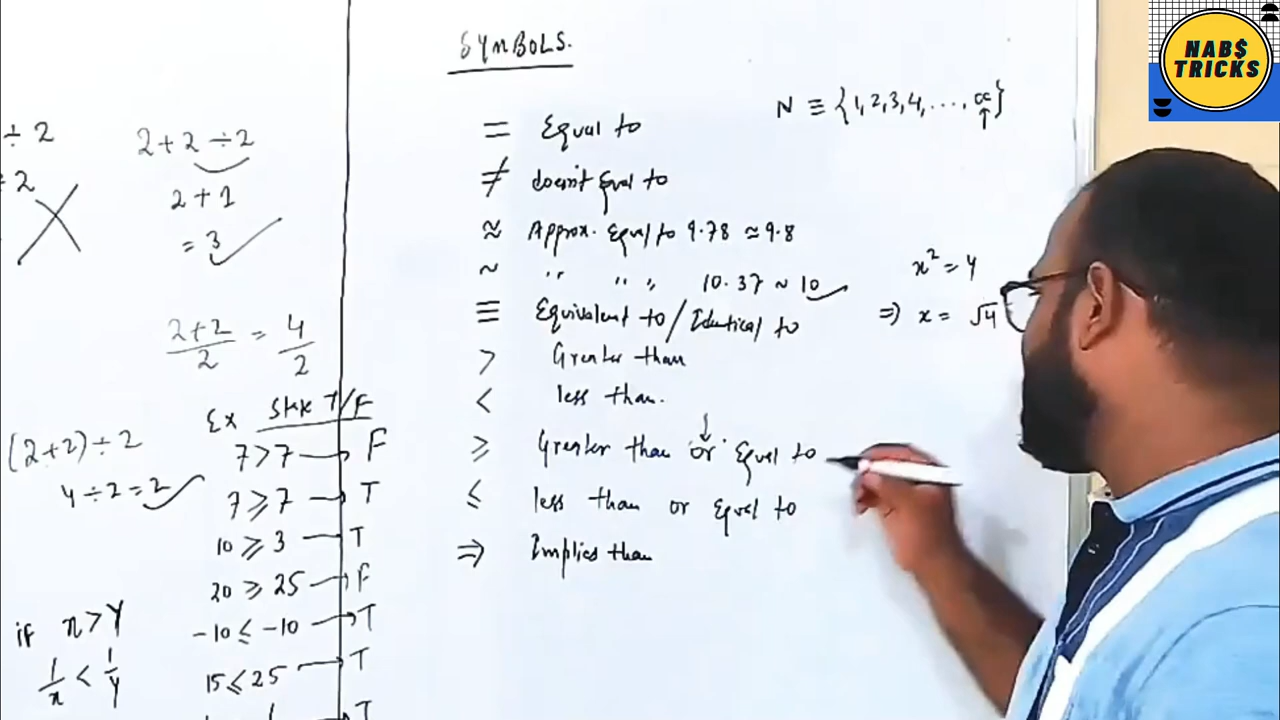 ÷ 2
÷ 2
2+2÷2
2+1
= 3
2+2/2 = 4/2
(2+2)÷2
4÷2=2
if x>Y
1/x < 1/Y
Ex T/F
7>7 → F
7⩾7 → T
10⩾3 → T
20⩾25 → F
-10≤-10 → T
15≤25 → T
T
SYMBOLS.
= Equal to
≠ doesn't Equal to
≈ Approx. Equal to 9.78 ≃ 9.8
~ " " " 10.37 ~ 10
≡ Equivalent to / Identical to
> Greater than
< less than.
⩾ Greater than 'or' Equal to
≤ less than or Equal to
⇒ Implies than
N ≡ {1,2,3,4,...,∞}
↑
x² = 4
⇒ x = √4
NAB$
TRICKS